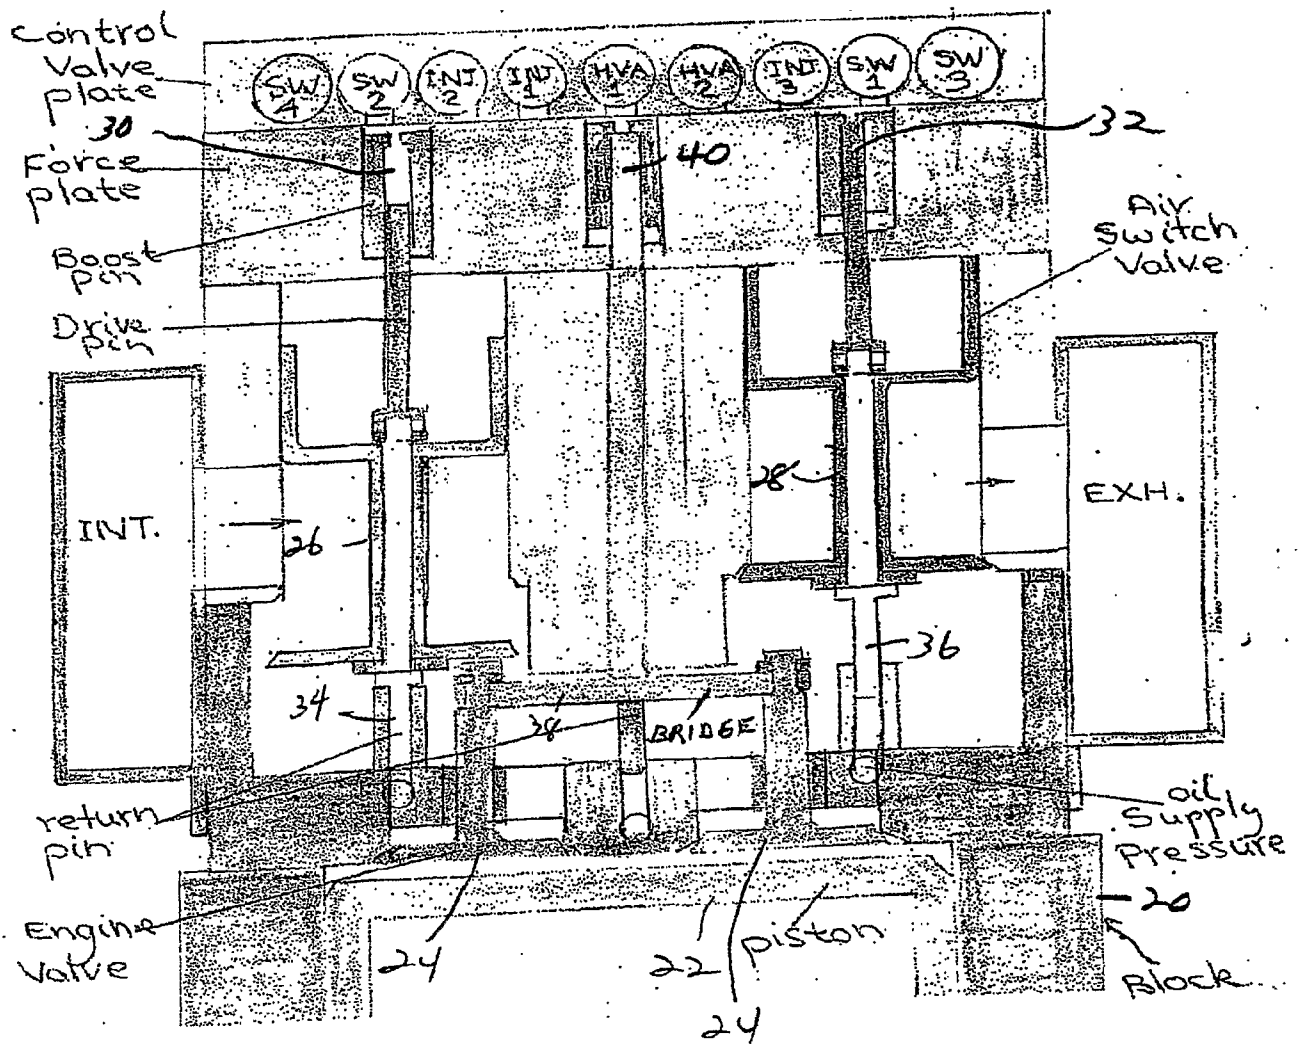 Control
Valve
plate
SW
4
SW
2
INJ
2
INJ
1
HVA
1
HVA
2
INJ
3
SW
1
SW
3
30
40
32
Force
plate
Air
Switch
Valve
Boost
pin
Drive
pin
28
INT.
26
EXH.
36
34
38
BRIDGE
return
pin
oil
Supply
Pressure
20
Engine
Valve
24
22
piston
Block
24